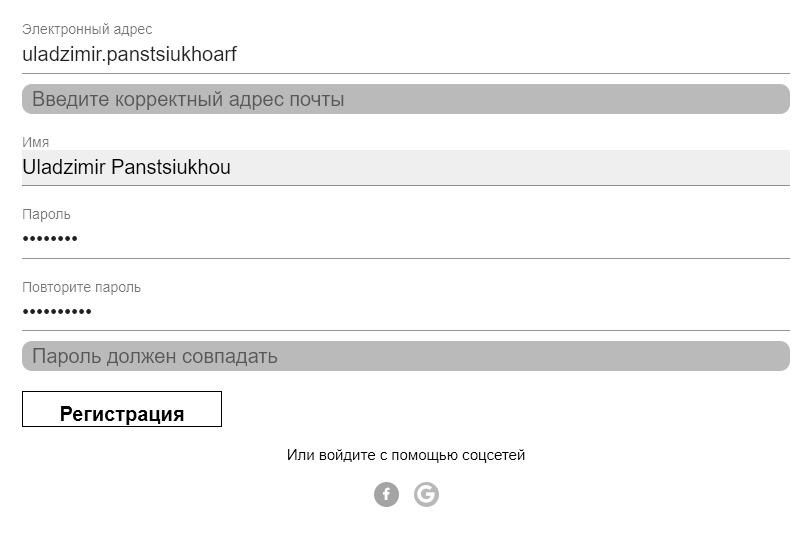 Электронный адрес
uladzimir.panstsiukhoarf
Введите корректный адрес почты
Имя
Uladzimir Panstsiukhou
Пароль
••••••••
Повторите пароль
••••••••••
Пароль должен совпадать
Регистрация
Или войдите с помощью соцсетей
f G